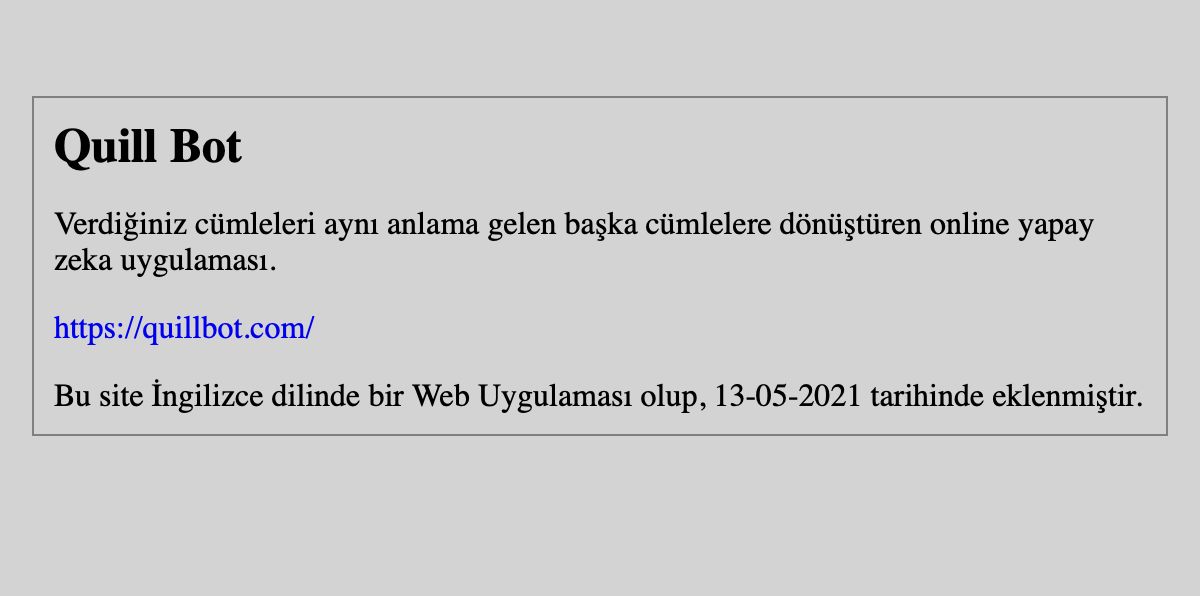 Quill Bot
Verdiğiniz cümleleri aynı anlama gelen başka cümlelere dönüştüren online yapay
zeka uygulaması.
https://quillbot.com/
Bu site İngilizce dilinde bir Web Uygulaması olup, 13-05-2021 tarihinde eklenmiştir.